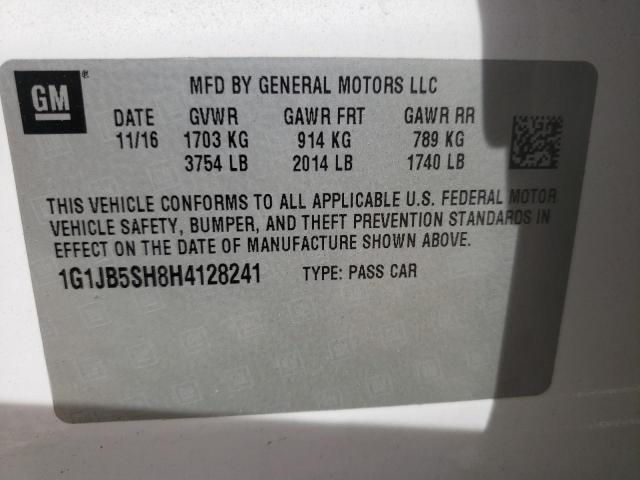 GM®
MFD BY GENERAL MOTORS LLC
DATE GVWR GAWR FRT GAWR RR
11/16 1703 KG 914 KG 789 KG
3754 LB 2014 LB 1740 LB
THIS VEHICLE CONFORMS TO ALL APPLICABLE U.S. FEDERAL MOTOR
VEHICLE SAFETY, BUMPER, AND THEFT PREVENTION STANDARDS IN
EFFECT ON THE DATE OF MANUFACTURE SHOWN ABOVE.
1G1JB5SH8H4128241 TYPE: PASS CAR